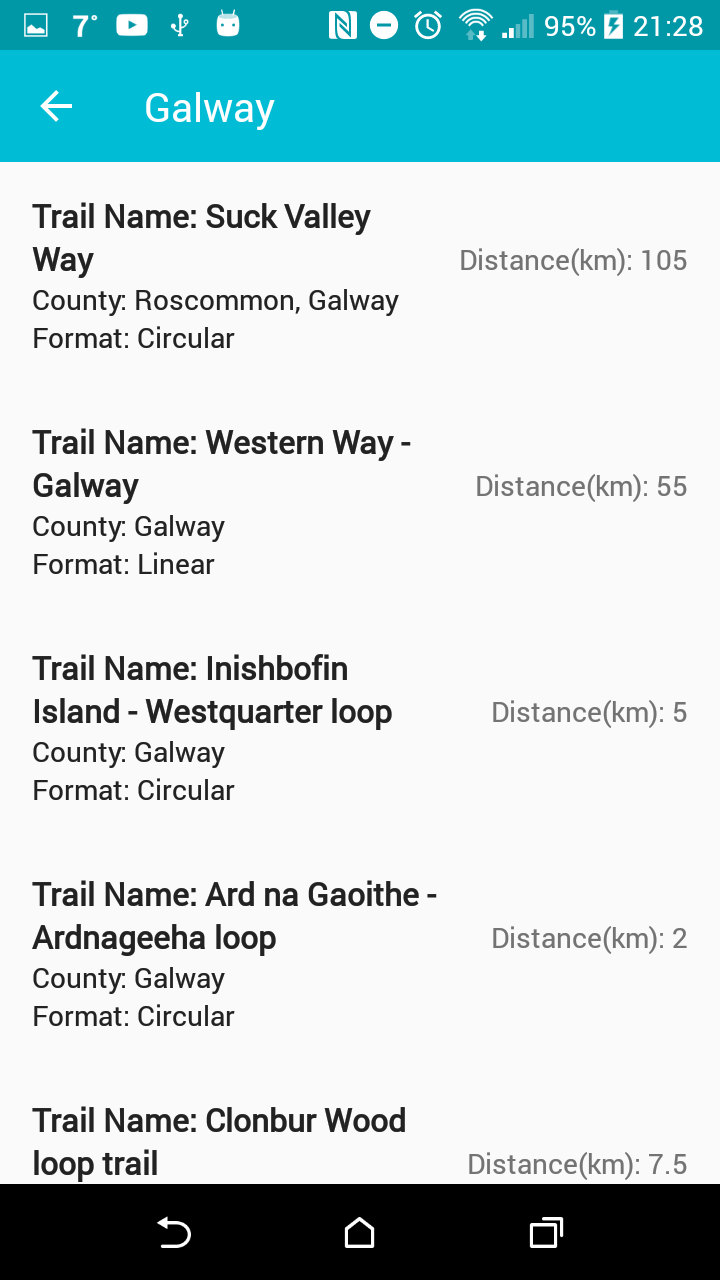 7° 95% 21:28
Galway
Trail Name: Suck Valley
Way
Distance(km): 105
County: Roscommon, Galway
Format: Circular
Trail Name: Western Way -
Galway
Distance(km): 55
County: Galway
Format: Linear
Trail Name: Inishbofin
Island - Westquarter loop
Distance(km): 5
County: Galway
Format: Circular
Trail Name: Ard na Gaoithe -
Ardnageeha loop
Distance(km): 2
County: Galway
Format: Circular
Trail Name: Clonbur Wood
loop trail
Distance(km): 7.5